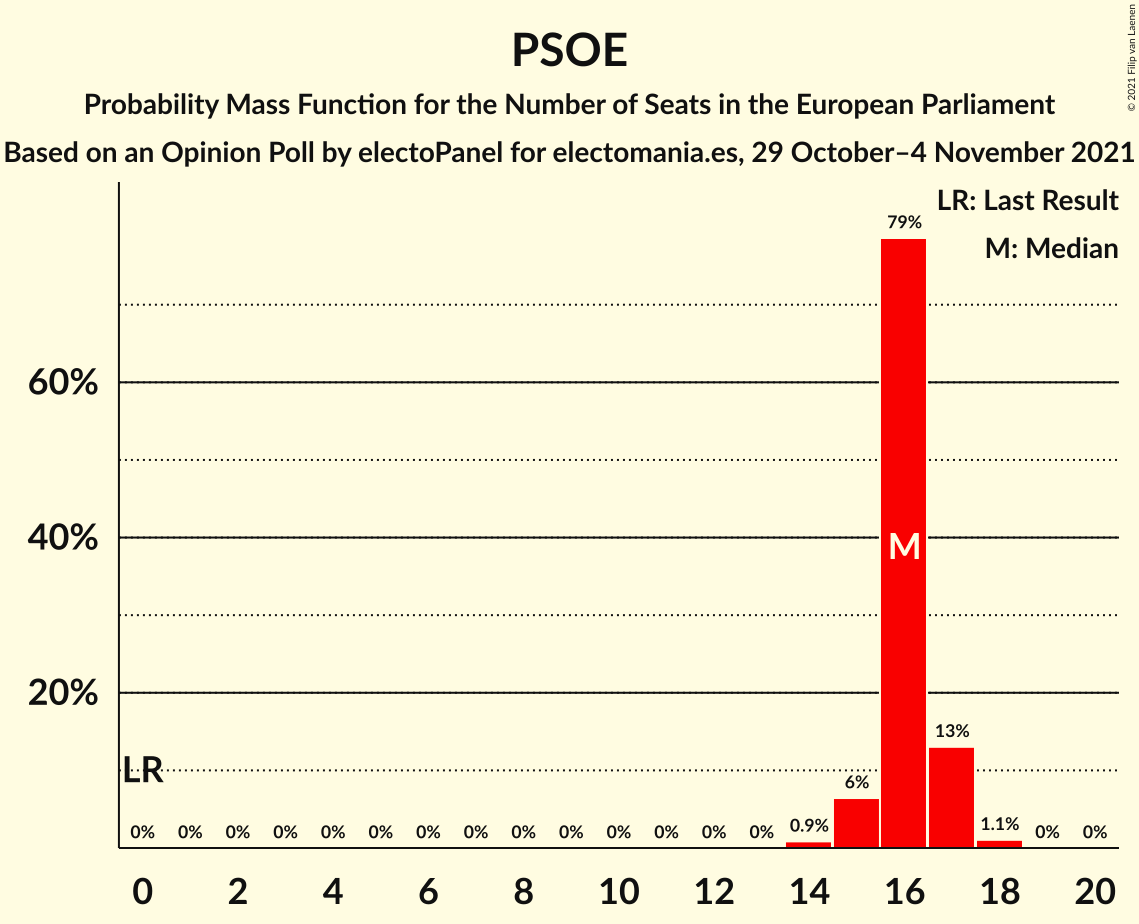 PSOE
Probability Mass Function for the Number of Seats in the European Parliament
Based on an Opinion Poll by electoPanel for electomania.es, 29 October–4 November 2021
© 2021 Filip van Laenen
LR: Last Result
M: Median
79%
60%
40%
M
20%
13%
LR
6%
0% 0% 0% 0% 0% 0% 0% 0% 0% 0% 0% 0% 0% 0% 0.9% 1.1% 0% 0%
0 2 4 6 8 10 12 14 16 18 20